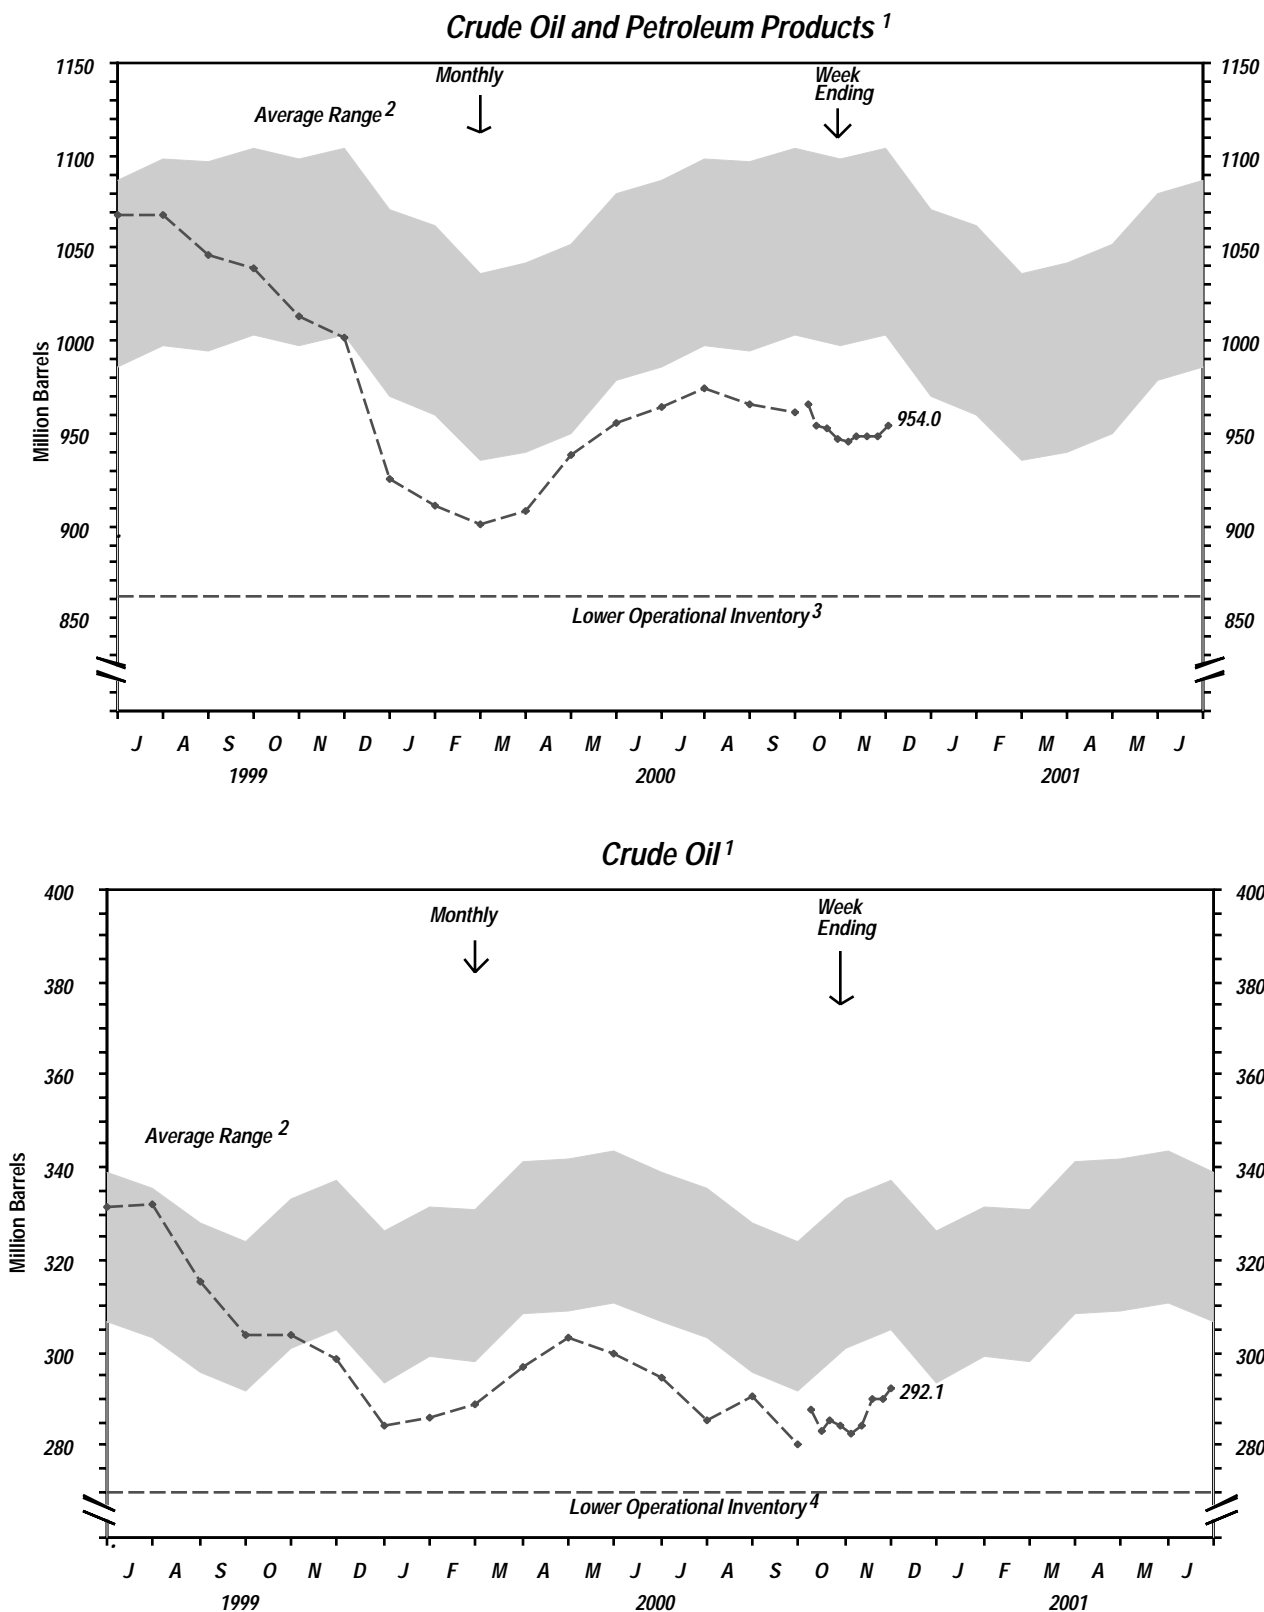 Crude Oil and Petroleum Products 1
1150 1150
Monthly
Week
Ending
Average Range 2
1100 1100
1050 1050
1000 1000
Million Barrels
954.0
950 950
900 900
Lower Operational Inventory 3
850 850
J A S O N D J F M A M J J A S O N D J F M A M J
1999 2000 2001
Crude Oil 1
400 400
Monthly
Week
Ending
380 380
360 360
Average Range 2
340 340
Million Barrels
320 320
300 300
292.1
280 280
Lower Operational Inventory 4
J A S O N D J F M A M J J A S O N D J F M A M J
1999 2000 2001